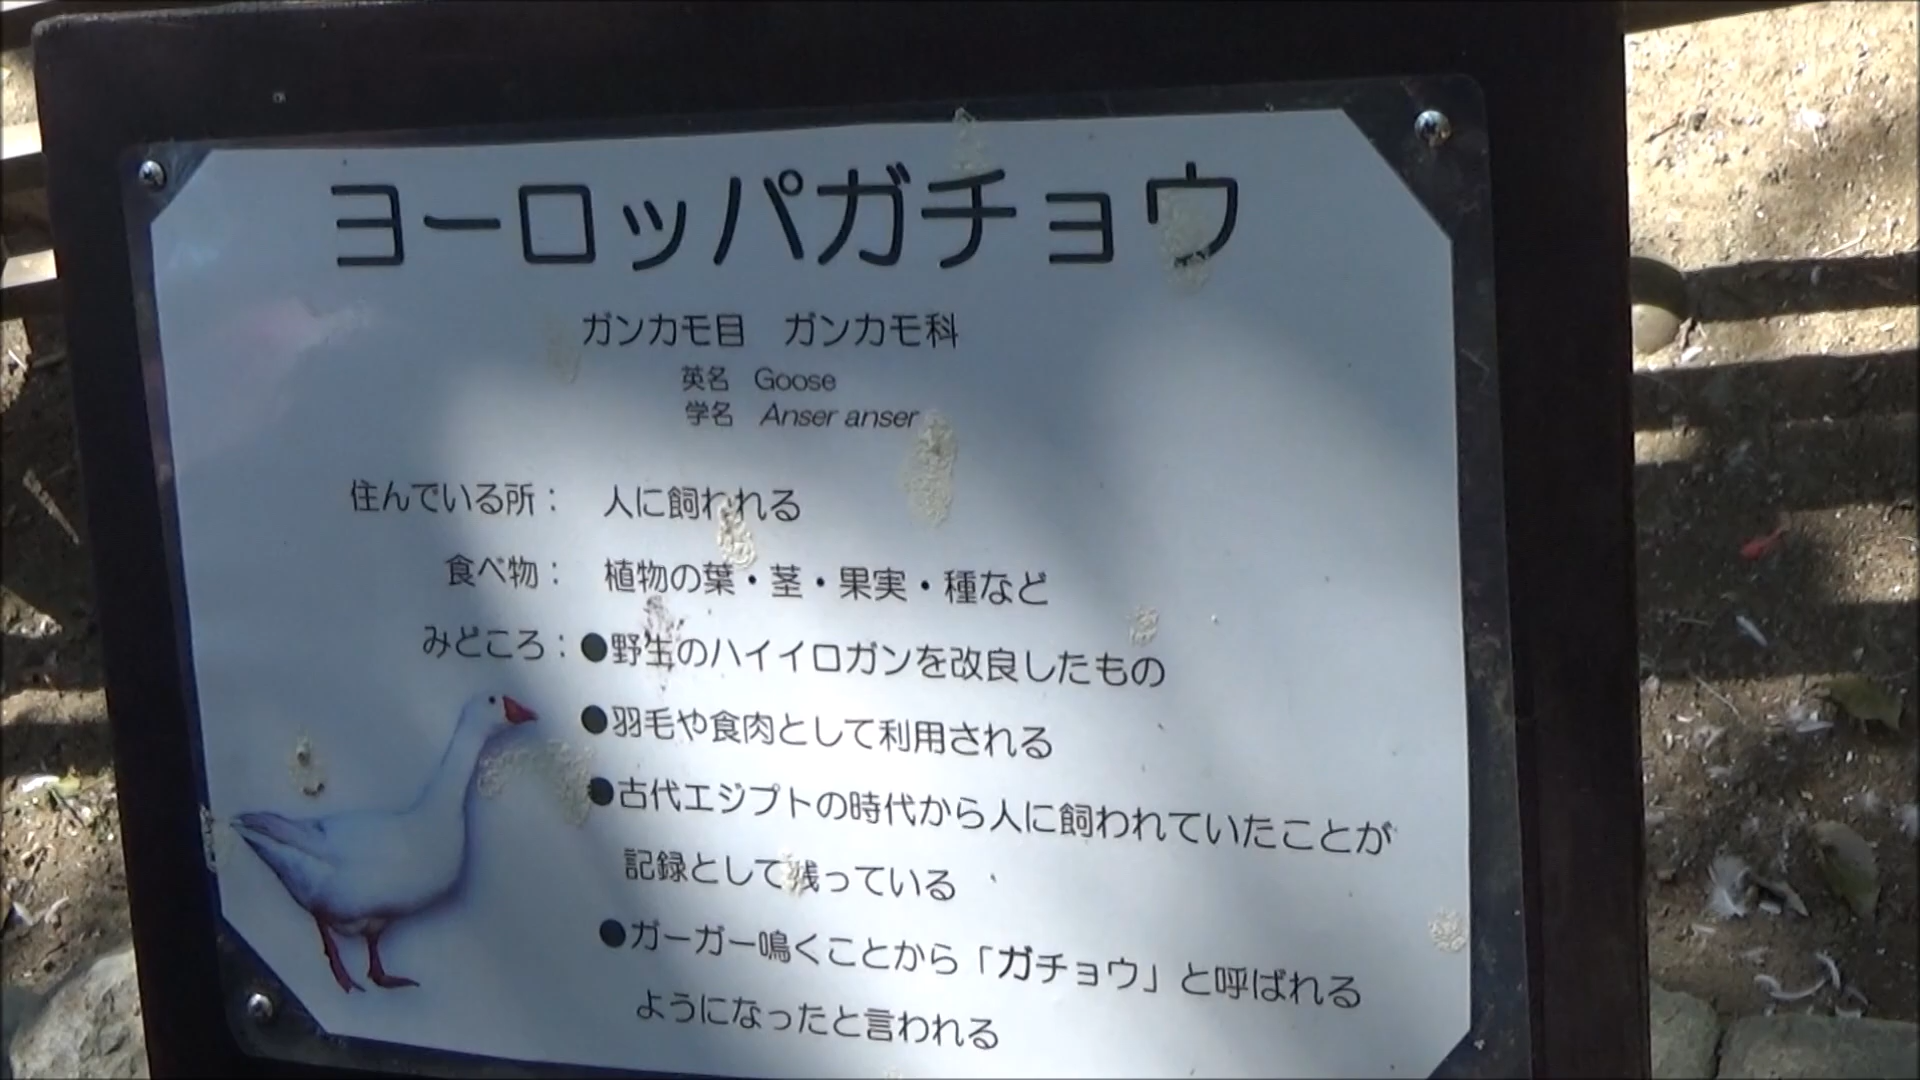 ヨーロッパガチョウ
ガンカモ目　ガンカモ科
英名　Goose
学名　Anser anser
住んでいる所：　人に飼われる
食べ物：　植物の葉・茎・果実・種など
みどころ：●野生のハイイロガンを改良したもの
●羽毛や食肉として利用される
●古代エジプトの時代から人に飼われていたことが
記録として残っている
●ガーガー鳴くことから「ガチョウ」と呼ばれる
ようになったと言われる